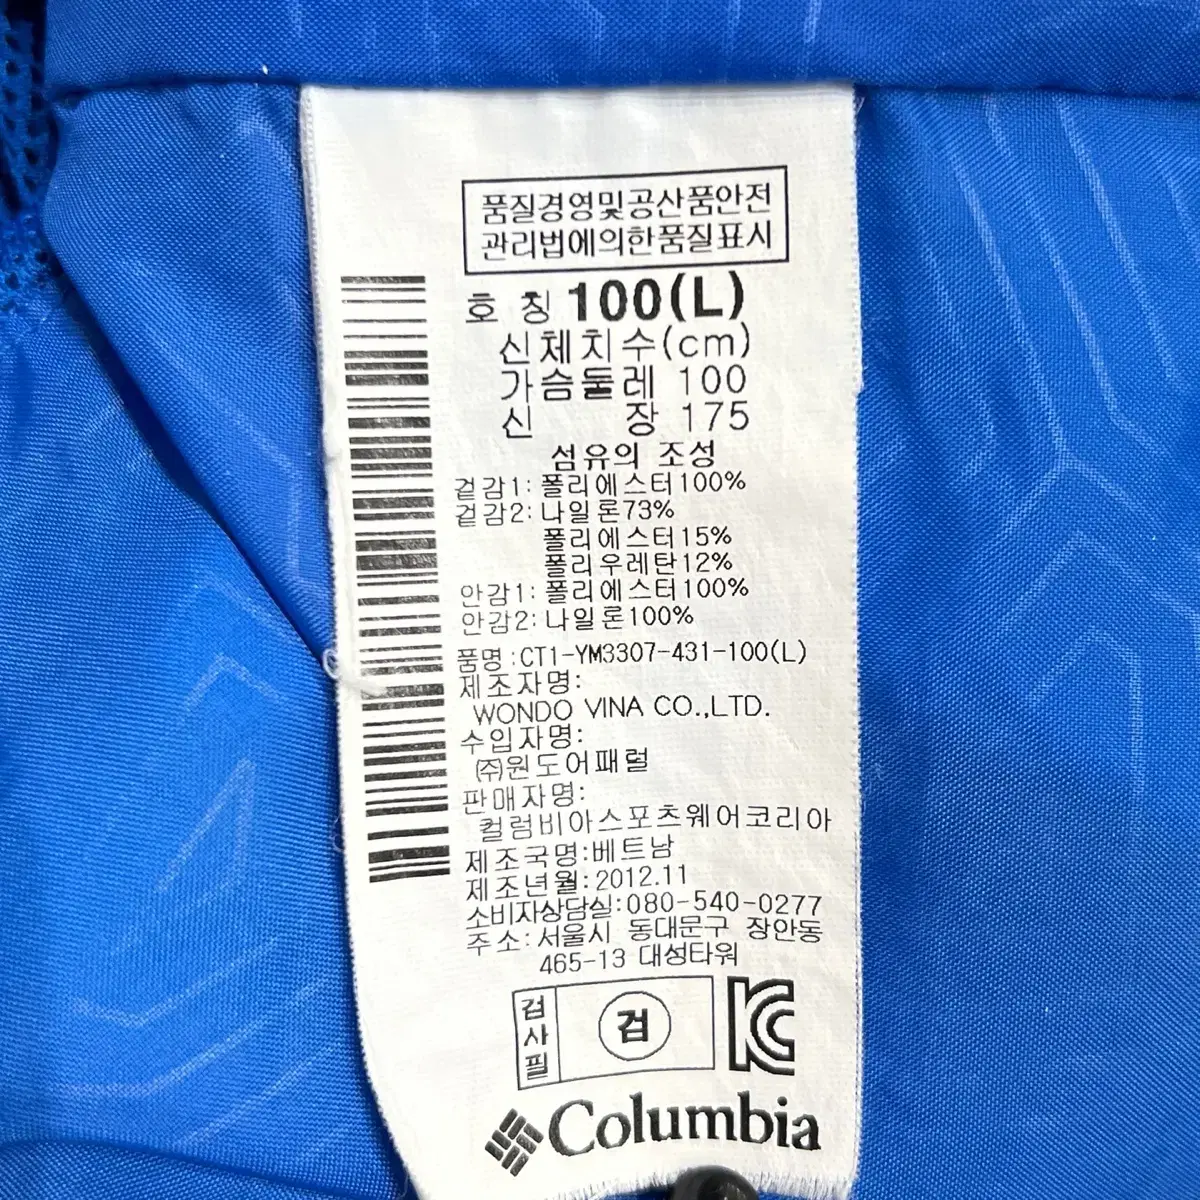 품질경영및공산품안전
관리법에의한품질표시
호 칭 100(L)
신체치수(cm)
가슴둘레 100
신 장 175
섬유의 조성
겉감1: 폴리에스터100%
겉감2: 나일론73%
폴리에스터15%
폴리우레탄12%
안감1: 폴리에스터100%
안감2: 나일론100%
품명:CT1-YM3307-431-100(L)
제조자명:
WONDO VINA CO.,LTD.
수입자명:
㈜원도어패럴
판매자명:
컬럼비아스포츠웨어코리아
제조국명:베트남
제조년월:2012.11
소비자상담실:080-540-0277
주소:서울시 동대문구 장안동
465-13 대성타워
검사필
검
KC
Columbia